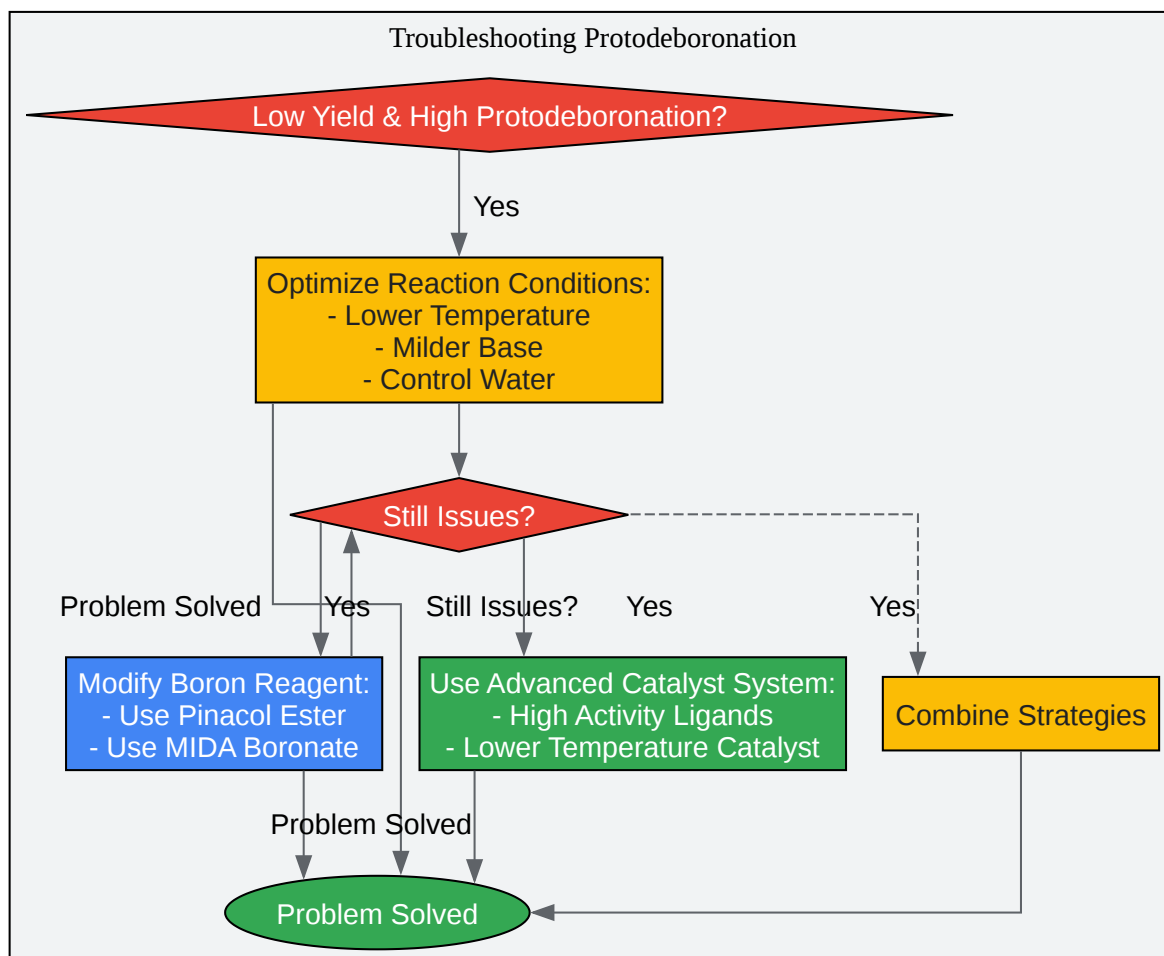 Troubleshooting Protodeboronation
Low Yield & High Protodeboronation?
Yes
Optimize Reaction Conditions:
- Lower Temperature
- Milder Base
- Control Water
Still Issues?
Problem Solved
Yes
Still Issues?
Yes
Yes
Modify Boron Reagent:
- Use Pinacol Ester
- Use MIDA Boronate
Use Advanced Catalyst System:
- High Activity Ligands
- Lower Temperature Catalyst
Combine Strategies
Problem Solved
Problem Solved